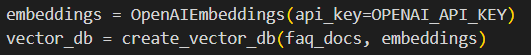 embeddings = OpenAIEmbeddings(api_key=OPENAI_API_KEY)
vector_db = create_vector_db(faq_docs, embeddings)